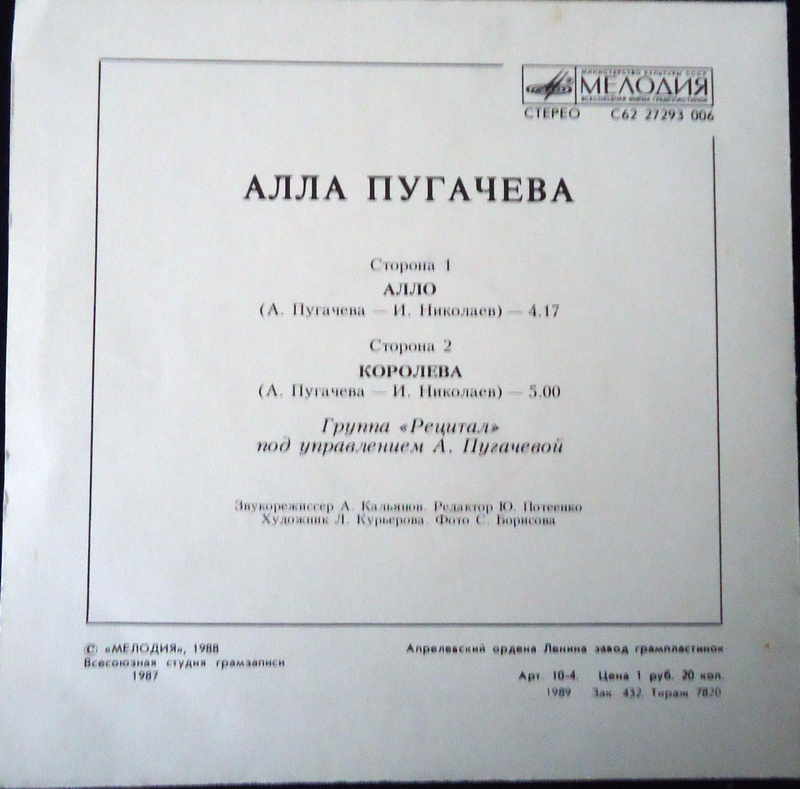 МИНИСТЕРСТВО КУЛЬТУРЫ СССР
МЕЛОДИЯ
ВСЕСОЮЗНАЯ ФИРМА ГРАМПЛАСТИНОК
СТЕРЕО С62 27293 006
АЛЛА ПУГАЧЕВА
Сторона 1
АЛЛО
(А. Пугачева — И. Николаев) — 4.17
Сторона 2
КОРОЛЕВА
(А. Пугачева — И. Николаев) — 5.00
Группа «Рецитал»
под управлением А. Пугачевой
Звукорежиссер А. Кальянов. Редактор Ю. Потеенко
Художник Л. Курьерова. Фото С. Борисова
© «МЕЛОДИЯ», 1988
Всесоюзная студия грамзаписи
1987
Апрелевский ордена Ленина завод грампластинок
Арт. 10-4. Цена 1 руб. 20 коп.
1989 Зак. 432. Тираж 7820